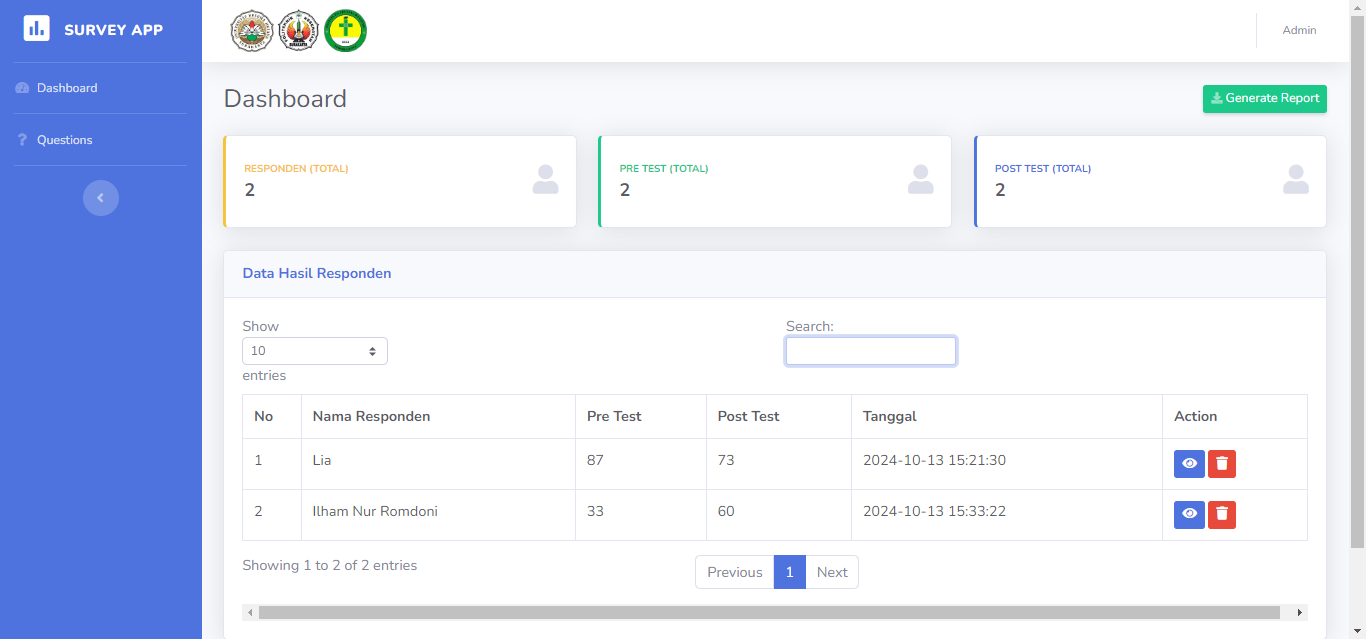 SURVEY APP
Admin
Dashboard
Questions
Dashboard
Generate Report
RESPONDEN (TOTAL)
2
PRE TEST (TOTAL)
2
POST TEST (TOTAL)
2
Data Hasil Responden
Show
10
entries
Search:
No Nama Responden Pre Test Post Test Tanggal Action
1 Lia 87 73 2024-10-13 15:21:30
2 Ilham Nur Romdoni 33 60 2024-10-13 15:33:22
Showing 1 to 2 of 2 entries
Previous 1 Next